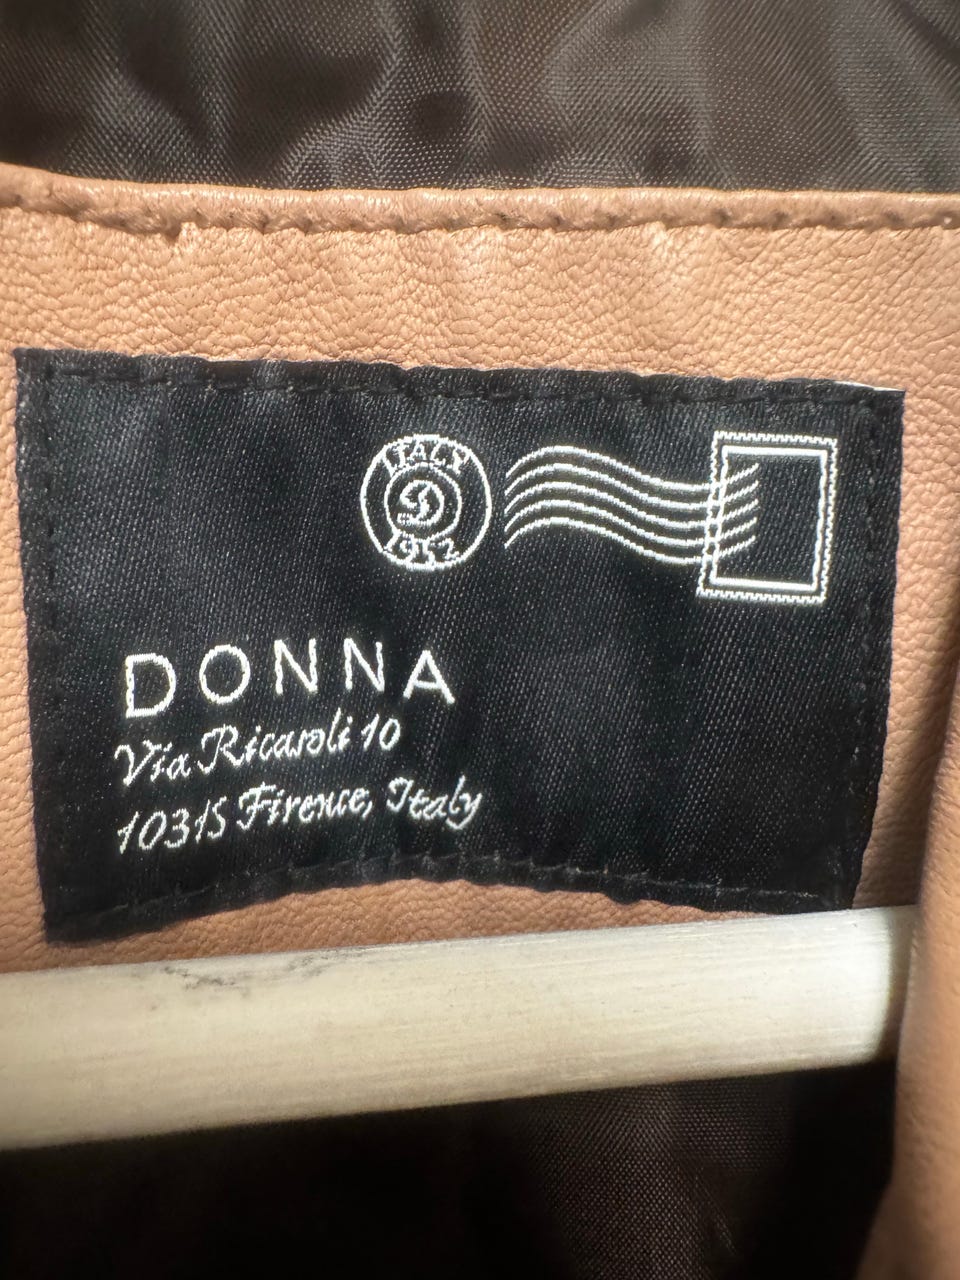 ITALY
D
1952
DONNA
Via Ricasoli 10
10315 Firenze, Italy